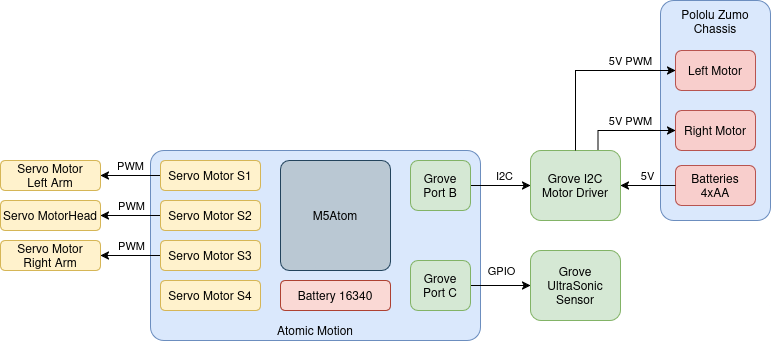 Pololu Zumo
Chassis
5V PWM
Left Motor
5V PWM
Right Motor
Servo Motor
Left Arm
PWM
Servo Motor S1
M5Atom
Grove
Port B
I2C
Grove I2C
Motor Driver
5V
Batteries
4xAA
Servo MotorHead
PWM
Servo Motor S2
Servo Motor
Right Arm
PWM
Servo Motor S3
Grove
Port C
GPIO
Grove
UltraSonic
Sensor
Servo Motor S4
Battery 16340
Atomic Motion